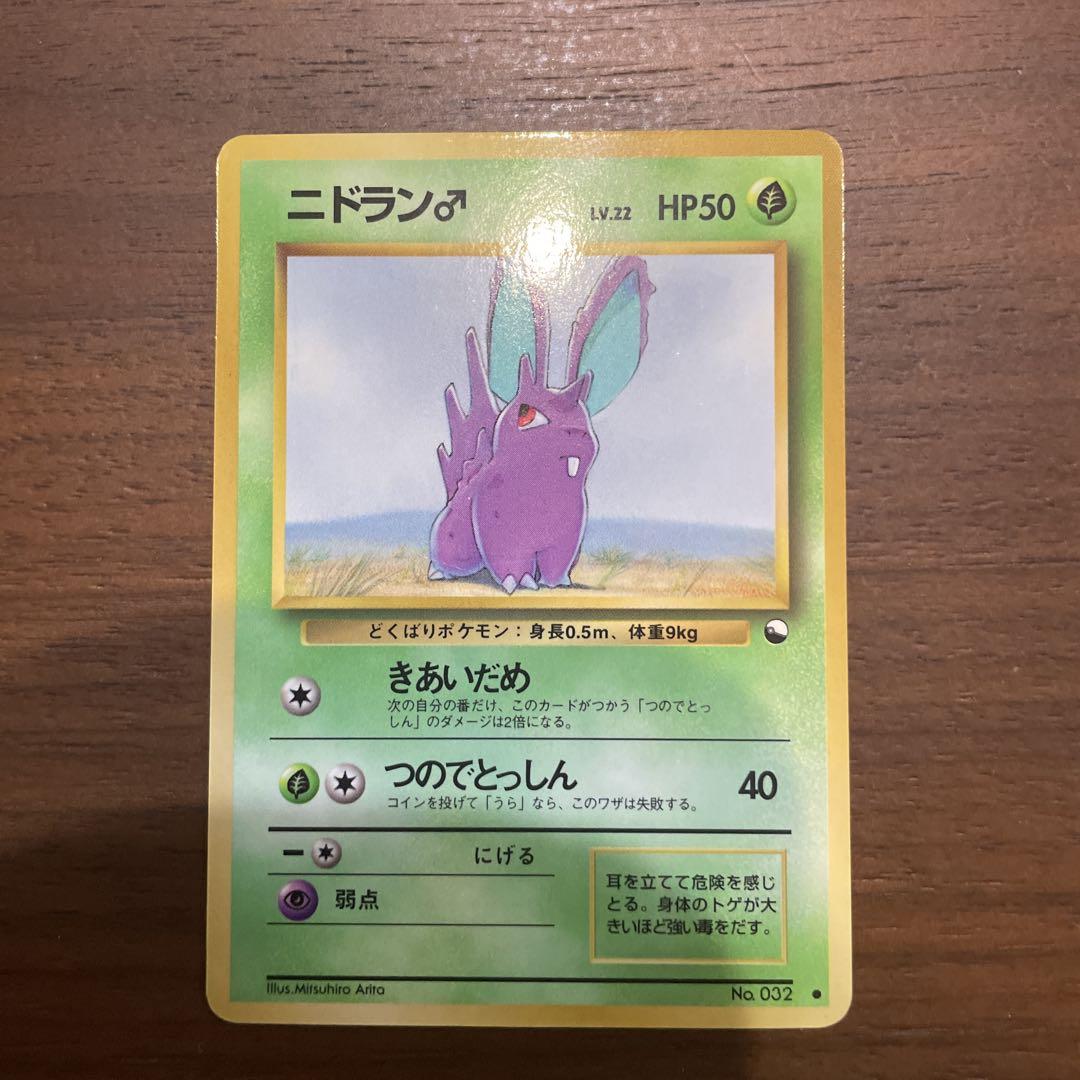 ニドラン♂ LV.22 HP50
どくばりポケモン：身長0.5m、体重9kg
きあいだめ
次の自分の番だけ、このカードがつかう「つのでとっ
しん」のダメージは2倍になる。
つのでとっしん 40
コインを投げて「うら」なら、このワザは失敗する。
ー にげる
弱点
耳を立てて危険を感じ
とる。身体のトゲが大
きいほど強い毒をだす。
Illus.Mitsuhiro Arita No. 032 ●